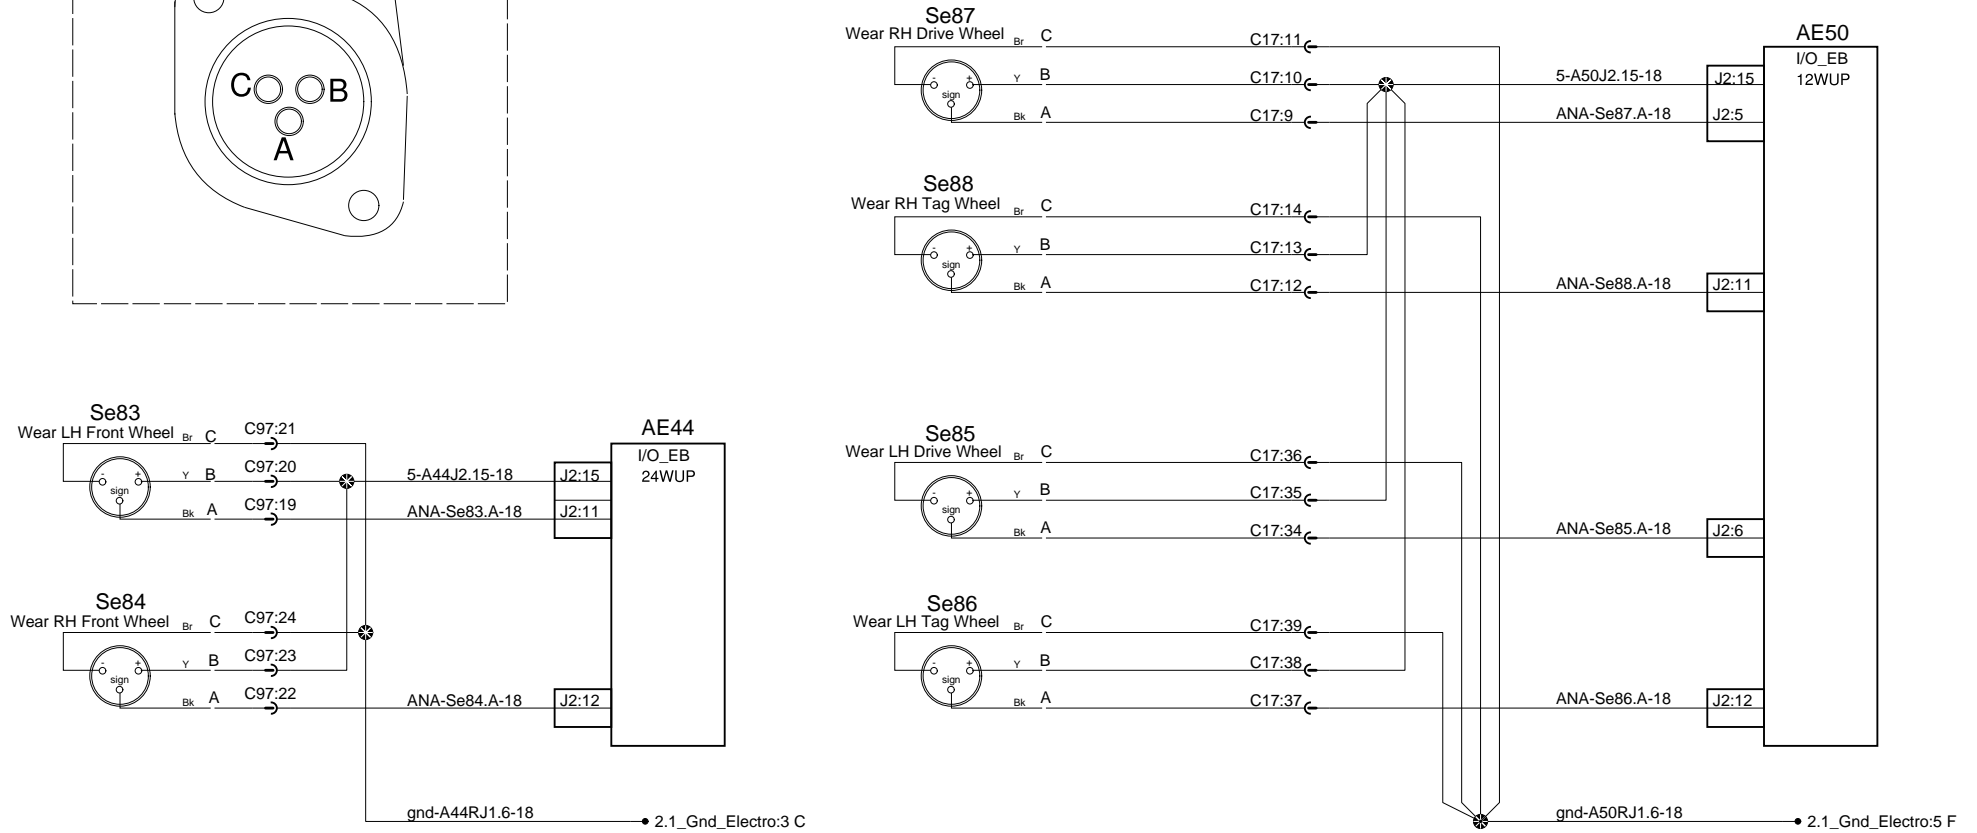 C B
A
Se87
Wear RH Drive Wheel Br C C17:11
- + Y B C17:10 5-A50J2.15-18 J2:15
sign
Bk A C17:9 ANA-Se87.A-18 J2:5
AE50
I/O_EB
12WUP
Se88
Wear RH Tag Wheel Br C C17:14
- + Y B C17:13
sign
Bk A C17:12 ANA-Se88.A-18 J2:11
Se85
Wear LH Drive Wheel Br C C17:36
- + Y B C17:35
sign
Bk A C17:34 ANA-Se85.A-18 J2:6
Se86
Wear LH Tag Wheel Br C C17:39
- + Y B C17:38
sign
Bk A C17:37 ANA-Se86.A-18 J2:12
gnd-A50RJ1.6-18 2.1_Gnd_Electro:5 F
Se83
Wear LH Front Wheel Br C C97:21
- + Y B C97:20 5-A44J2.15-18 J2:15
sign
Bk A C97:19 ANA-Se83.A-18 J2:11
AE44
I/O_EB
24WUP
Se84
Wear RH Front Wheel Br C C97:24
- + Y B C97:23
sign
Bk A C97:22 ANA-Se84.A-18 J2:12
gnd-A44RJ1.6-18 2.1_Gnd_Electro:3 C